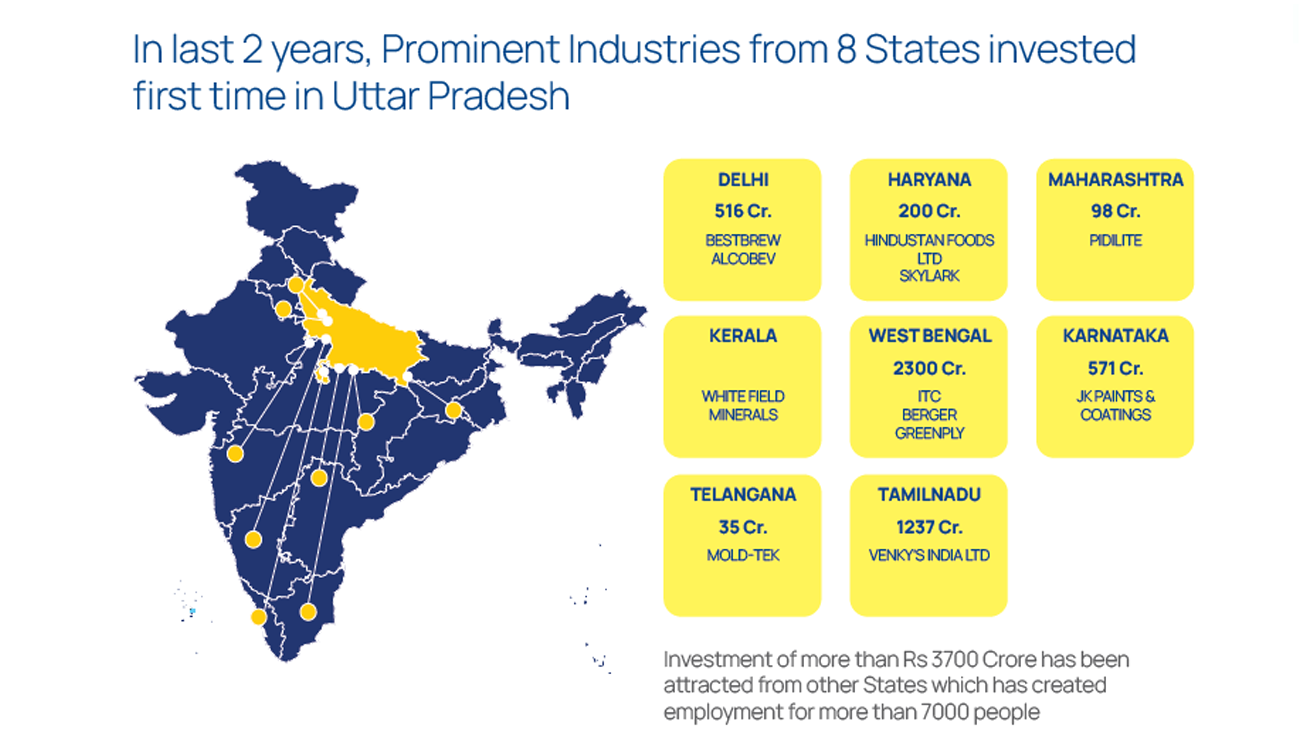 In last 2 years, Prominent Industries from 8 States invested
first time in Uttar Pradesh
DELHI
516 Cr.
BESTBREW
ALCOBEV
HARYANA
200 Cr.
HINDUSTAN FOODS
LTD
SKYLARK
MAHARASHTRA
98 Cr.
PIDILITE
KERALA
WHITE FIELD
MINERALS
WEST BENGAL
2300 Cr.
ITC
BERGER
GREENPLY
KARNATAKA
571 Cr.
JK PAINTS &
COATINGS
TELANGANA
35 Cr.
MOLD-TEK
TAMILNADU
1237 Cr.
VENKY'S INDIA LTD
Investment of more than Rs 3700 Crore has been
attracted from other States which has created
employment for more than 7000 people